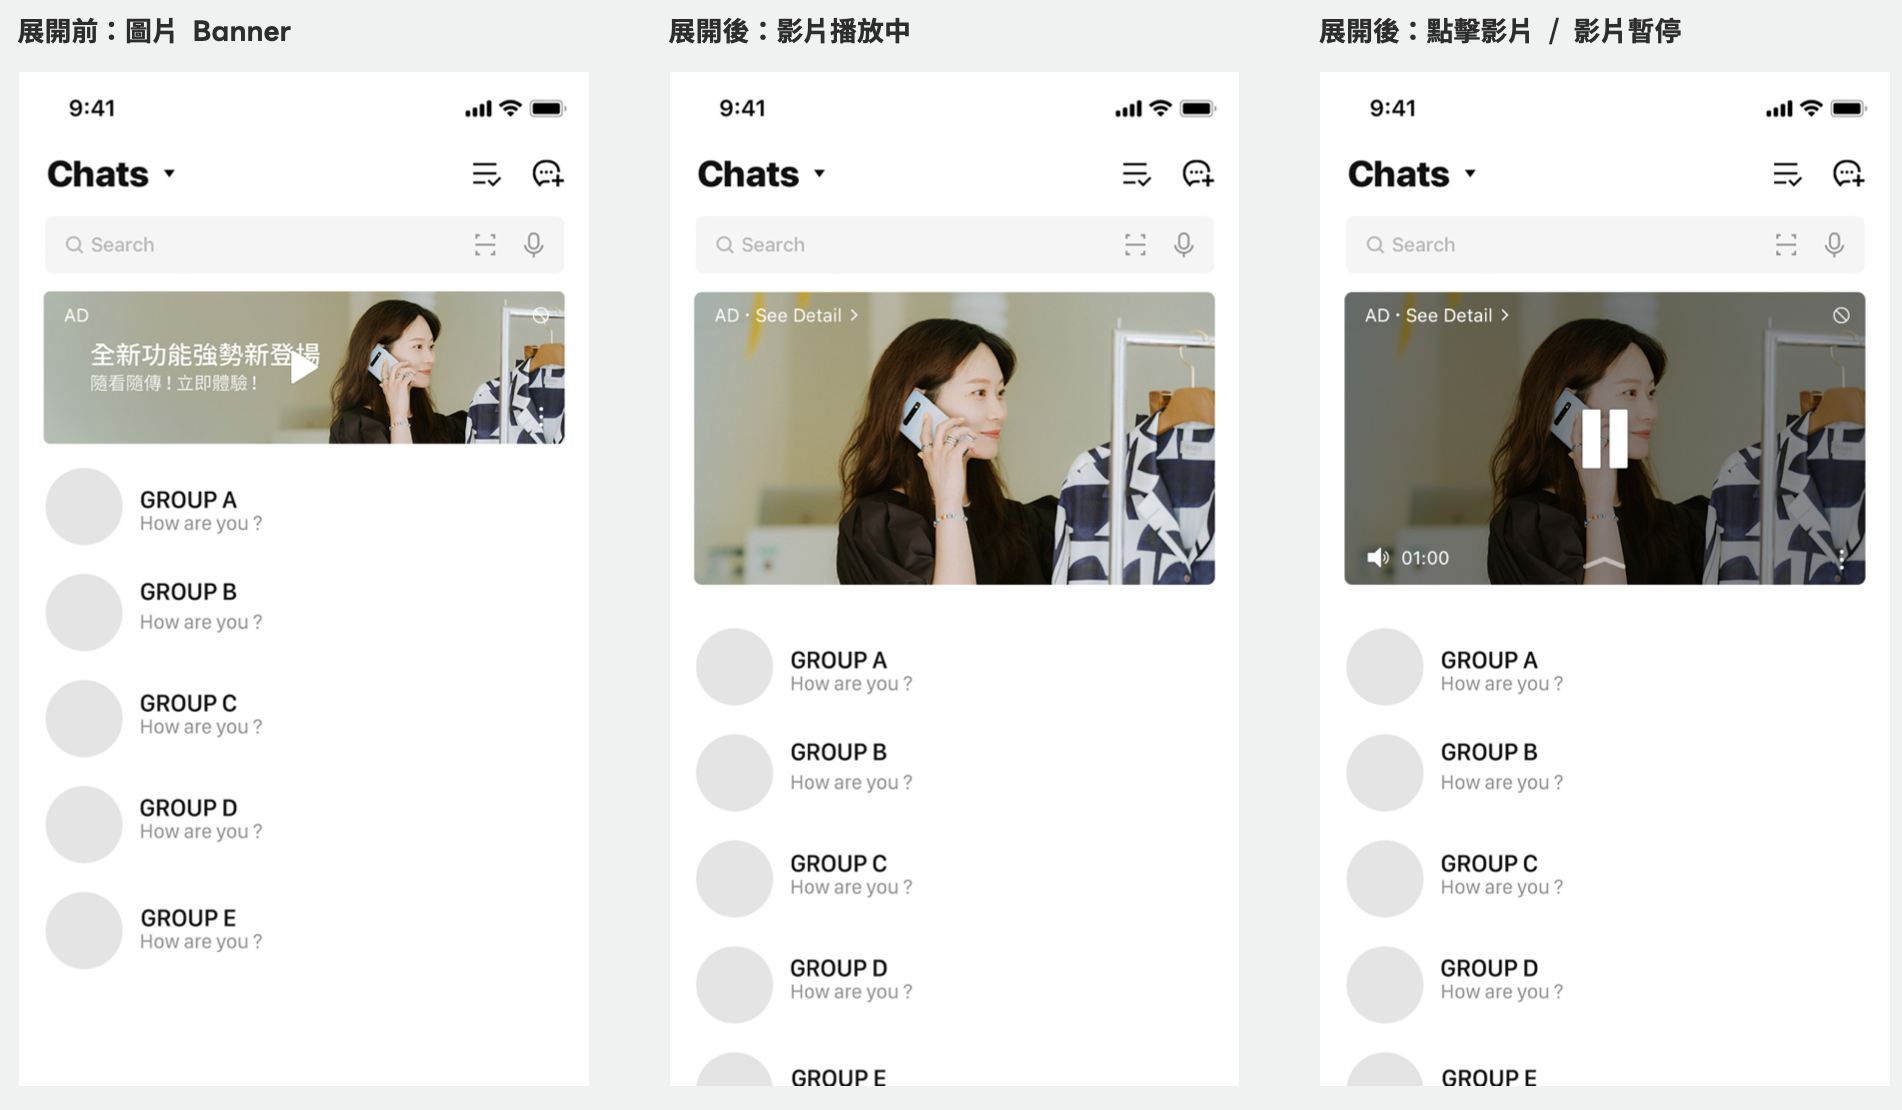 展開前：圖片 Banner
9:41
Chats
Search
AD
全新功能強勢新登場
隨看隨傳！立即體驗！
GROUP A
How are you ?
GROUP B
How are you ?
GROUP C
How are you ?
GROUP D
How are you ?
GROUP E
How are you ?
展開後：影片播放中
9:41
Chats
Search
AD · See Detail >
GROUP A
How are you ?
GROUP B
How are you ?
GROUP C
How are you ?
GROUP D
How are you ?
GROUP E
展開後：點擊影片 / 影片暫停
9:41
Chats
Search
AD · See Detail >
01:00
GROUP A
How are you ?
GROUP B
How are you ?
GROUP C
How are you ?
GROUP D
How are you ?
GROUP E